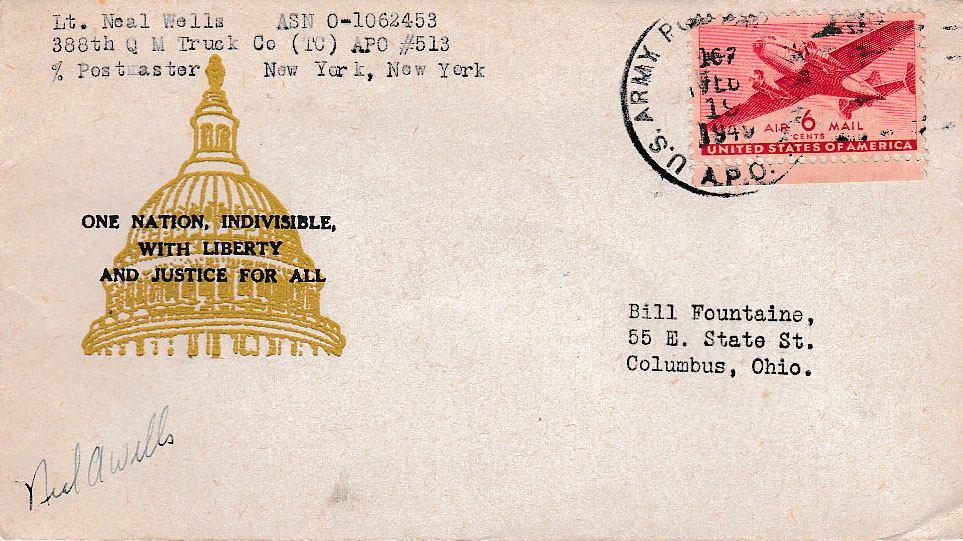 Lt. Neal Wells ASN O-1062453
388th Q M Truck Co (TC) APO #513
% Postmaster New York, New York
U.S. ARMY
A.P.O.
AIR 6 MAIL
CENTS
UNITED STATES OF AMERICA
ONE NATION, INDIVISIBLE,
WITH LIBERTY
AND JUSTICE FOR ALL
Bill Fountaine,
55 E. State St.
Columbus, Ohio.
Neal A Wells